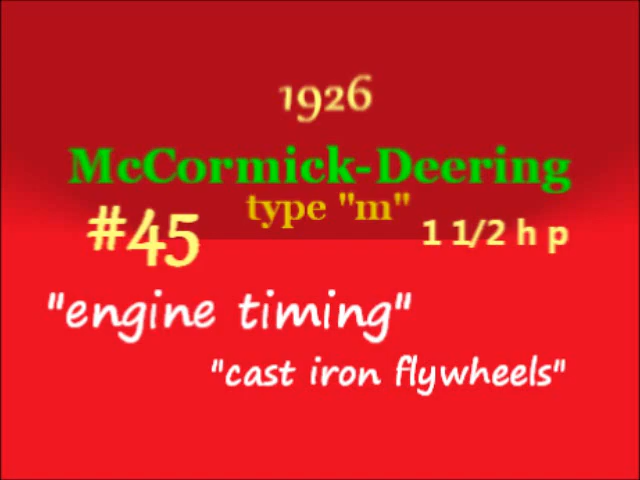 1926
McCormick-Deering
type "m"
#45
1 1/2 h p
"engine timing"
"cast iron flywheels"